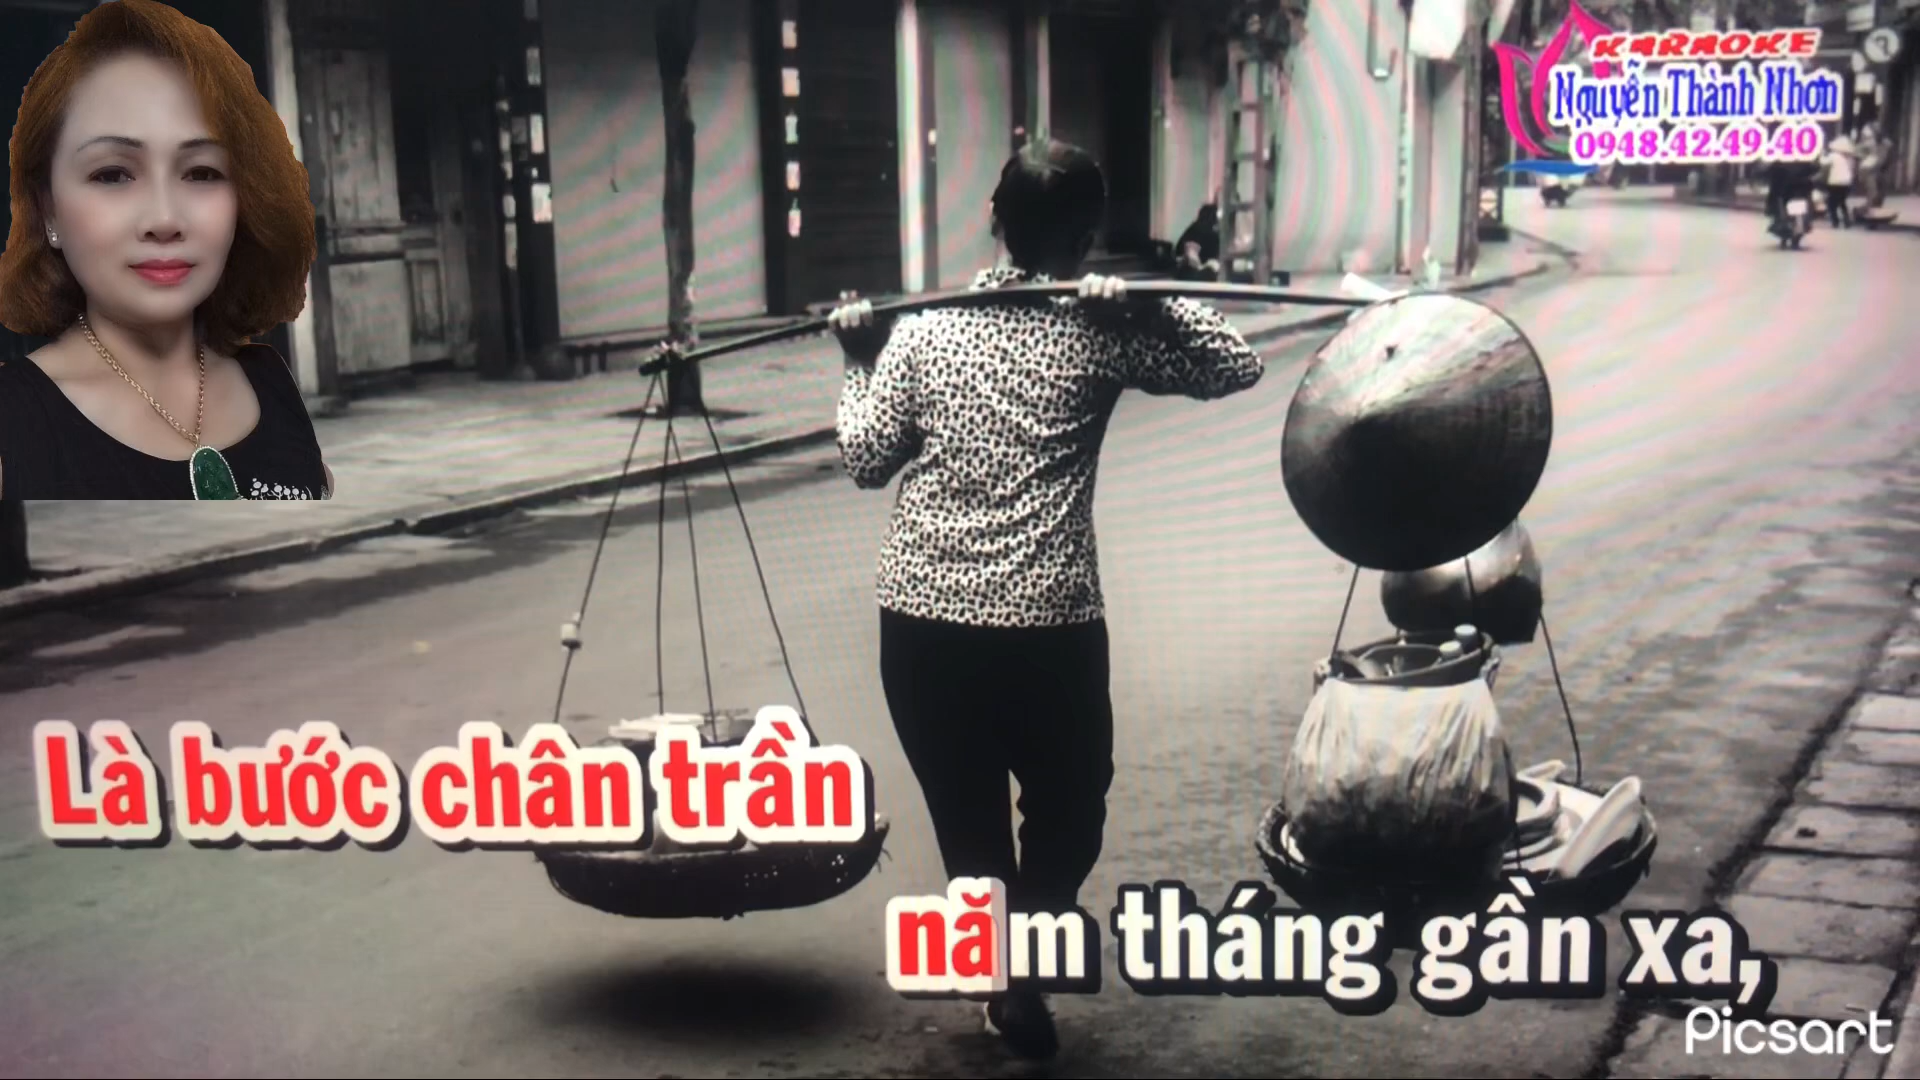 KARAOKE
Nguyễn Thành Nhơn
0948.42.49.40
Là bước chân trần
năm tháng gần xa,
Picsart